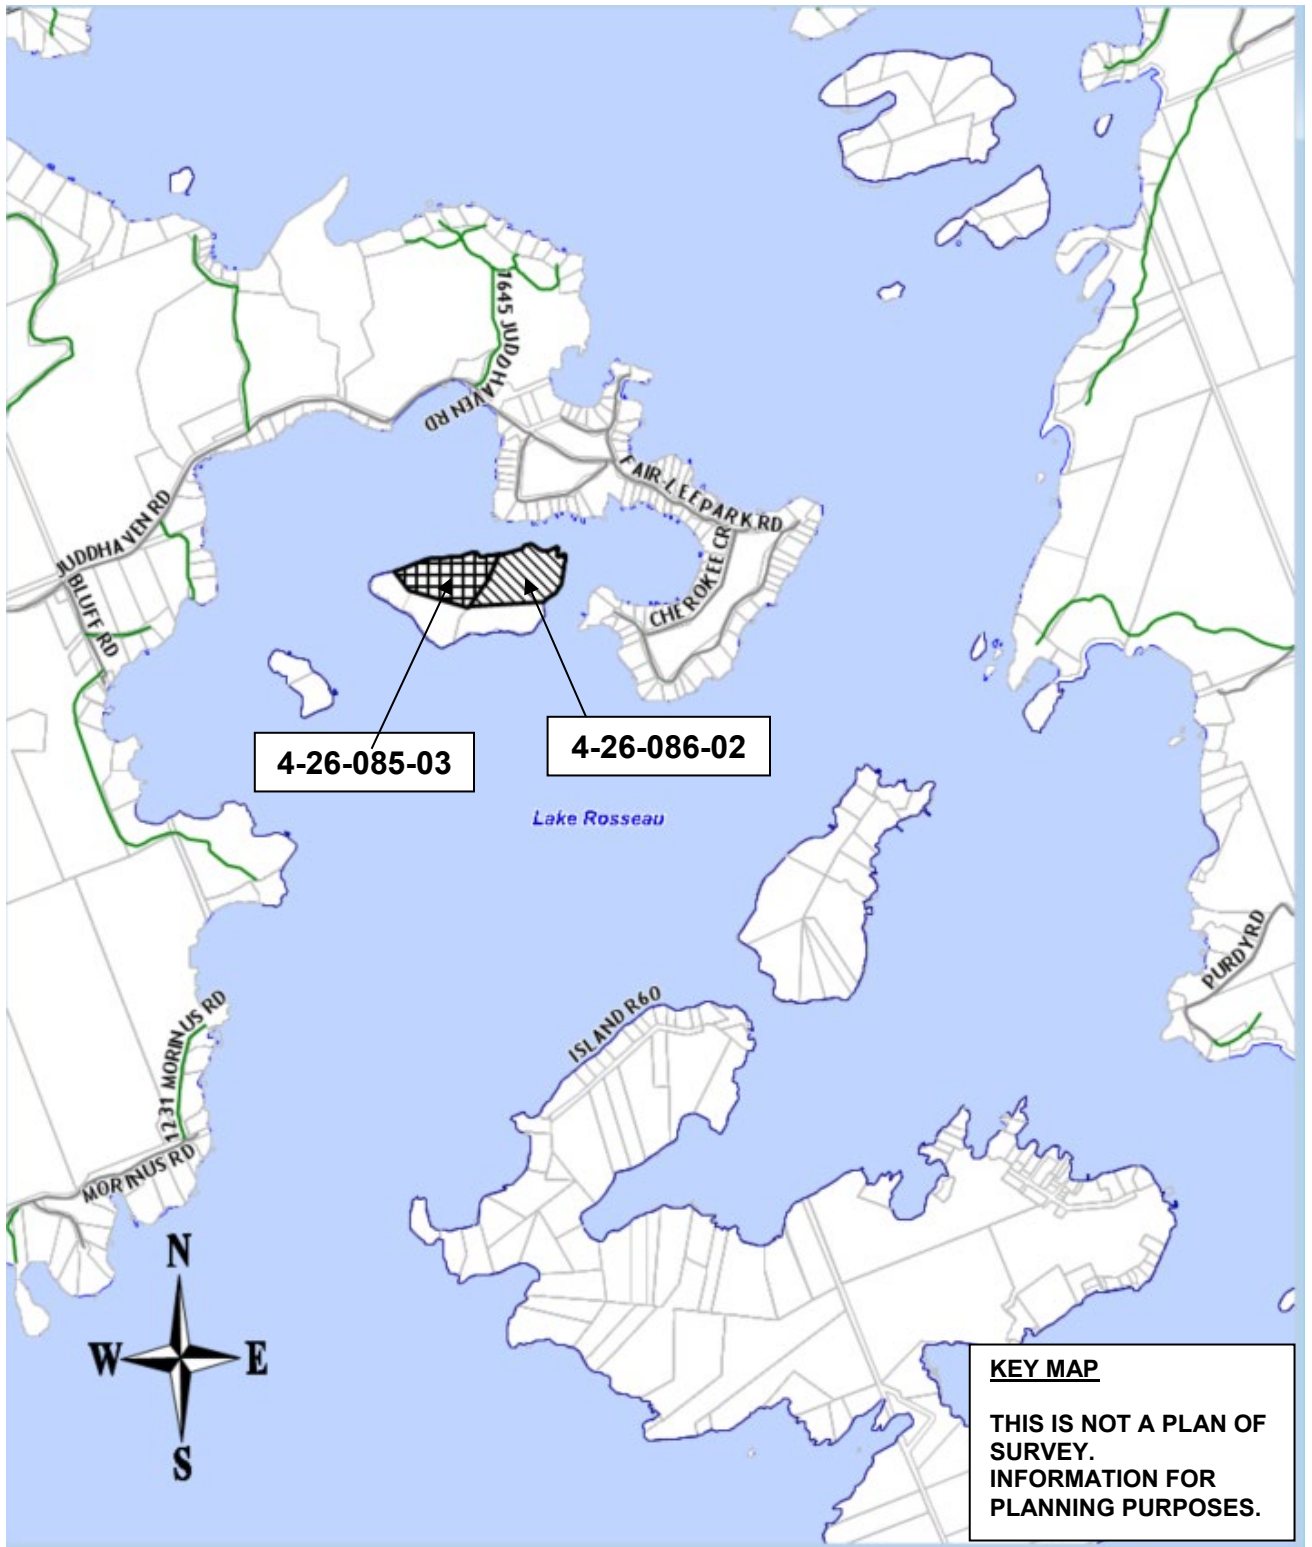 1645 JUDDHAVEN RD
FAIR-LEE PARK RD
JUDDHAVEN RD
BLUFF RD
CHEROKEE CR
4-26-085-03
4-26-086-02
Lake Rosseau
PURDY RD
ISLAND R60
1231 MORINUS RD
MORINUS RD
N
W E
S
KEY MAP
THIS IS NOT A PLAN OF
SURVEY.
INFORMATION FOR
PLANNING PURPOSES.